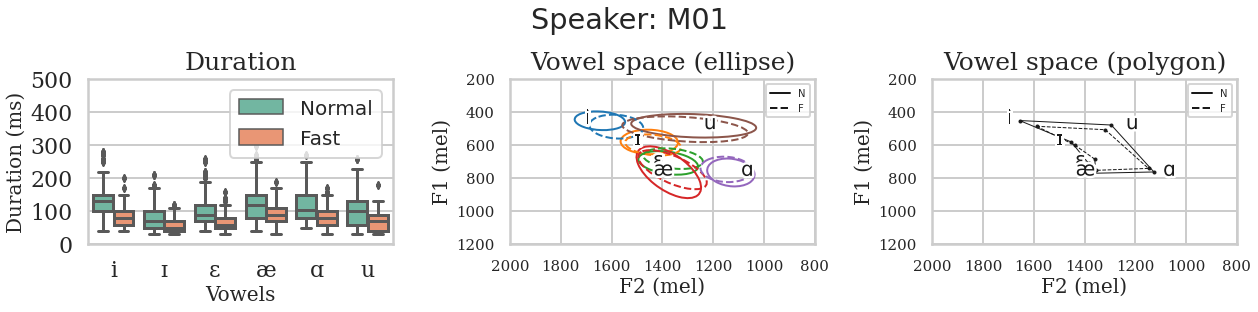 Speaker: M01
Duration
Duration (ms)
500
400
300
200
100
0
Normal
Fast
i ɪ ɛ æ ɑ u
Vowels
Vowel space (ellipse)
F1 (mel)
200
400
600
800
1000
1200
N
F
i
u
ɪ
ɛ
æ
ɑ
2000 1800 1600 1400 1200 1000 800
F2 (mel)
Vowel space (polygon)
F1 (mel)
200
400
600
800
1000
1200
N
F
i
u
ɪ
ɛ
æ
ɑ
2000 1800 1600 1400 1200 1000 800
F2 (mel)